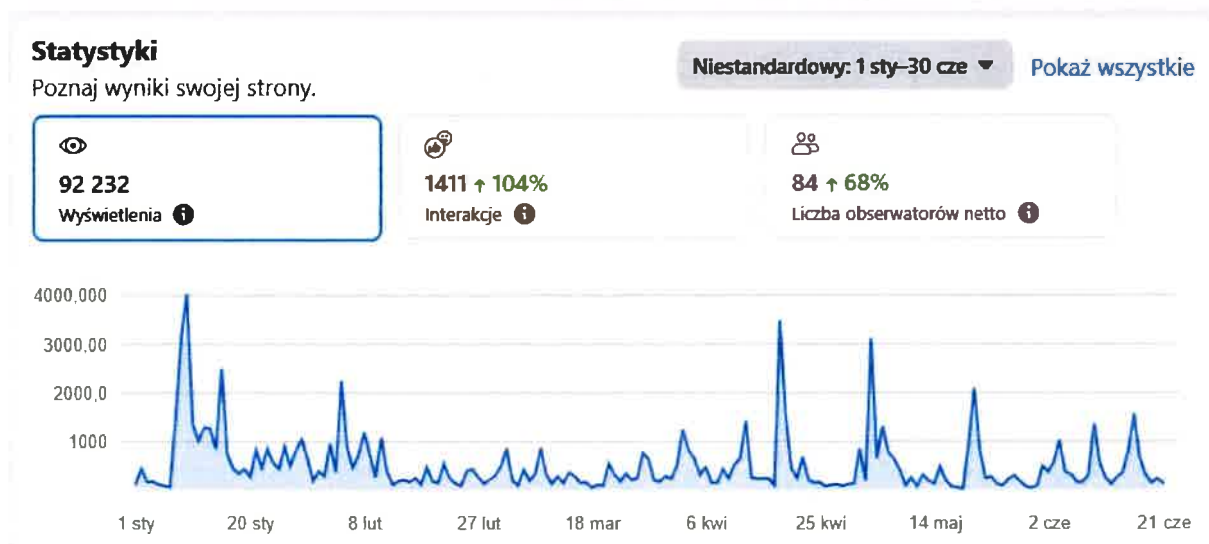 Statystyki
Poznaj wyniki swojej strony.
Niestandardowy: 1 sty–30 cze
Pokaż wszystkie
92 232
Wyświetlenia
1411 ↑ 104%
Interakcje
84 ↑ 68%
Liczba obserwatorów netto
4000,000
3000,00
2000,0
1000
1 sty 20 sty 8 lut 27 lut 18 mar 6 kwi 25 kwi 14 maj 2 cze 21 cze